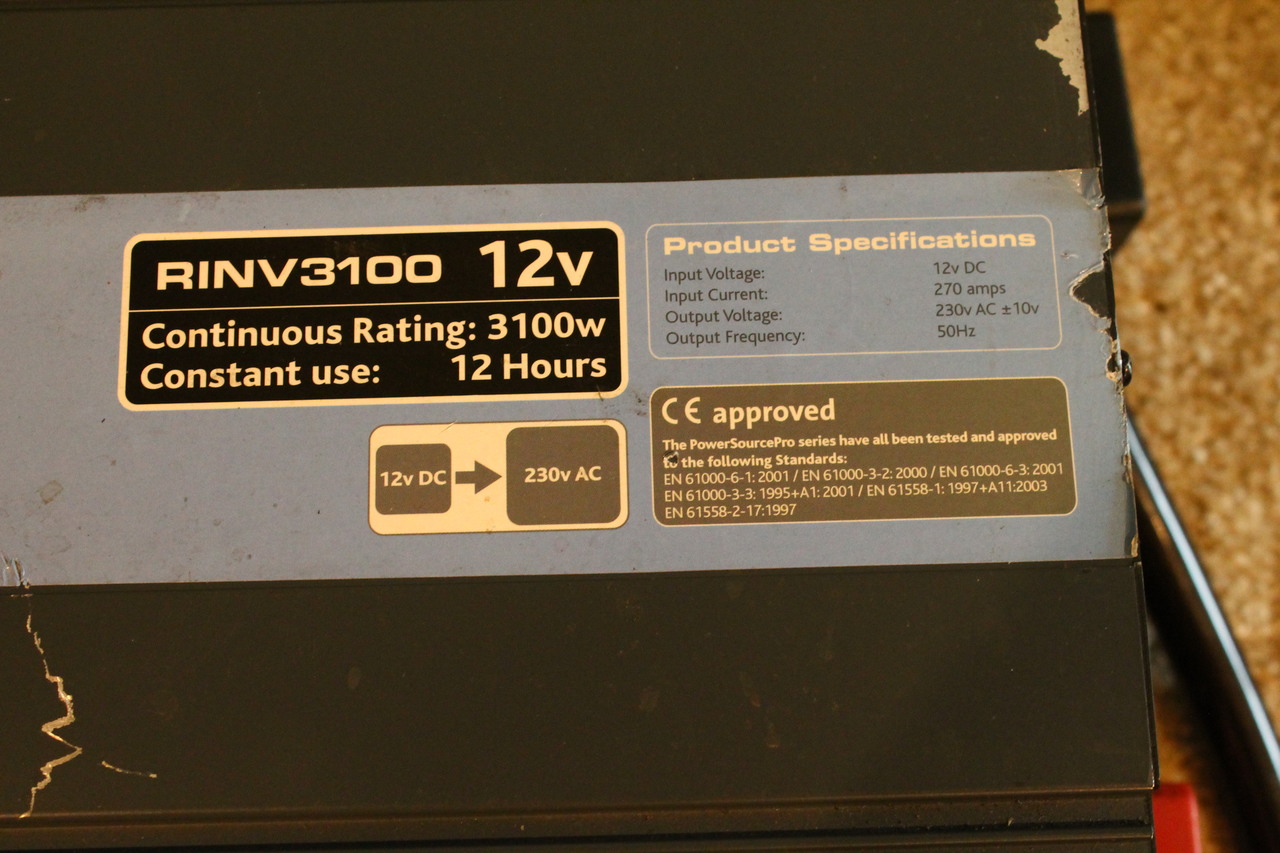 RINV3100 12v
Continuous Rating: 3100w
Constant use: 12 Hours
12v DC
230v AC
Product Specifications
Input Voltage: 12v DC
Input Current: 270 amps
Output Voltage: 230v AC ±10v
Output Frequency: 50Hz
CE approved
The PowerSourcePro series have all been tested and approved
to the following Standards:
EN 61000-6-1: 2001 / EN 61000-3-2: 2000 / EN 61000-6-3: 2001
EN 61000-3-3: 1995+A1: 2001 / EN 61558-1: 1997+A11:2003
EN 61558-2-17:1997